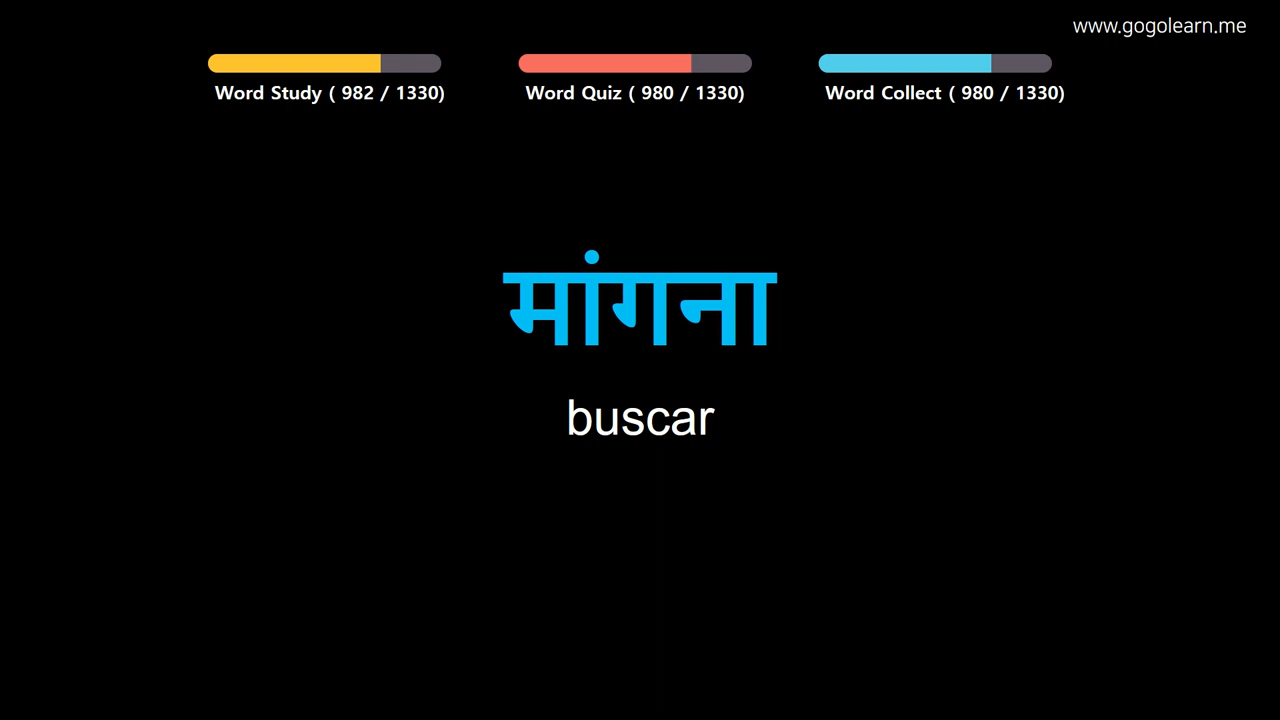 www.gogolearn.me
Word Study ( 982 / 1330)
Word Quiz ( 980 / 1330)
Word Collect ( 980 / 1330)
मांगना
buscar